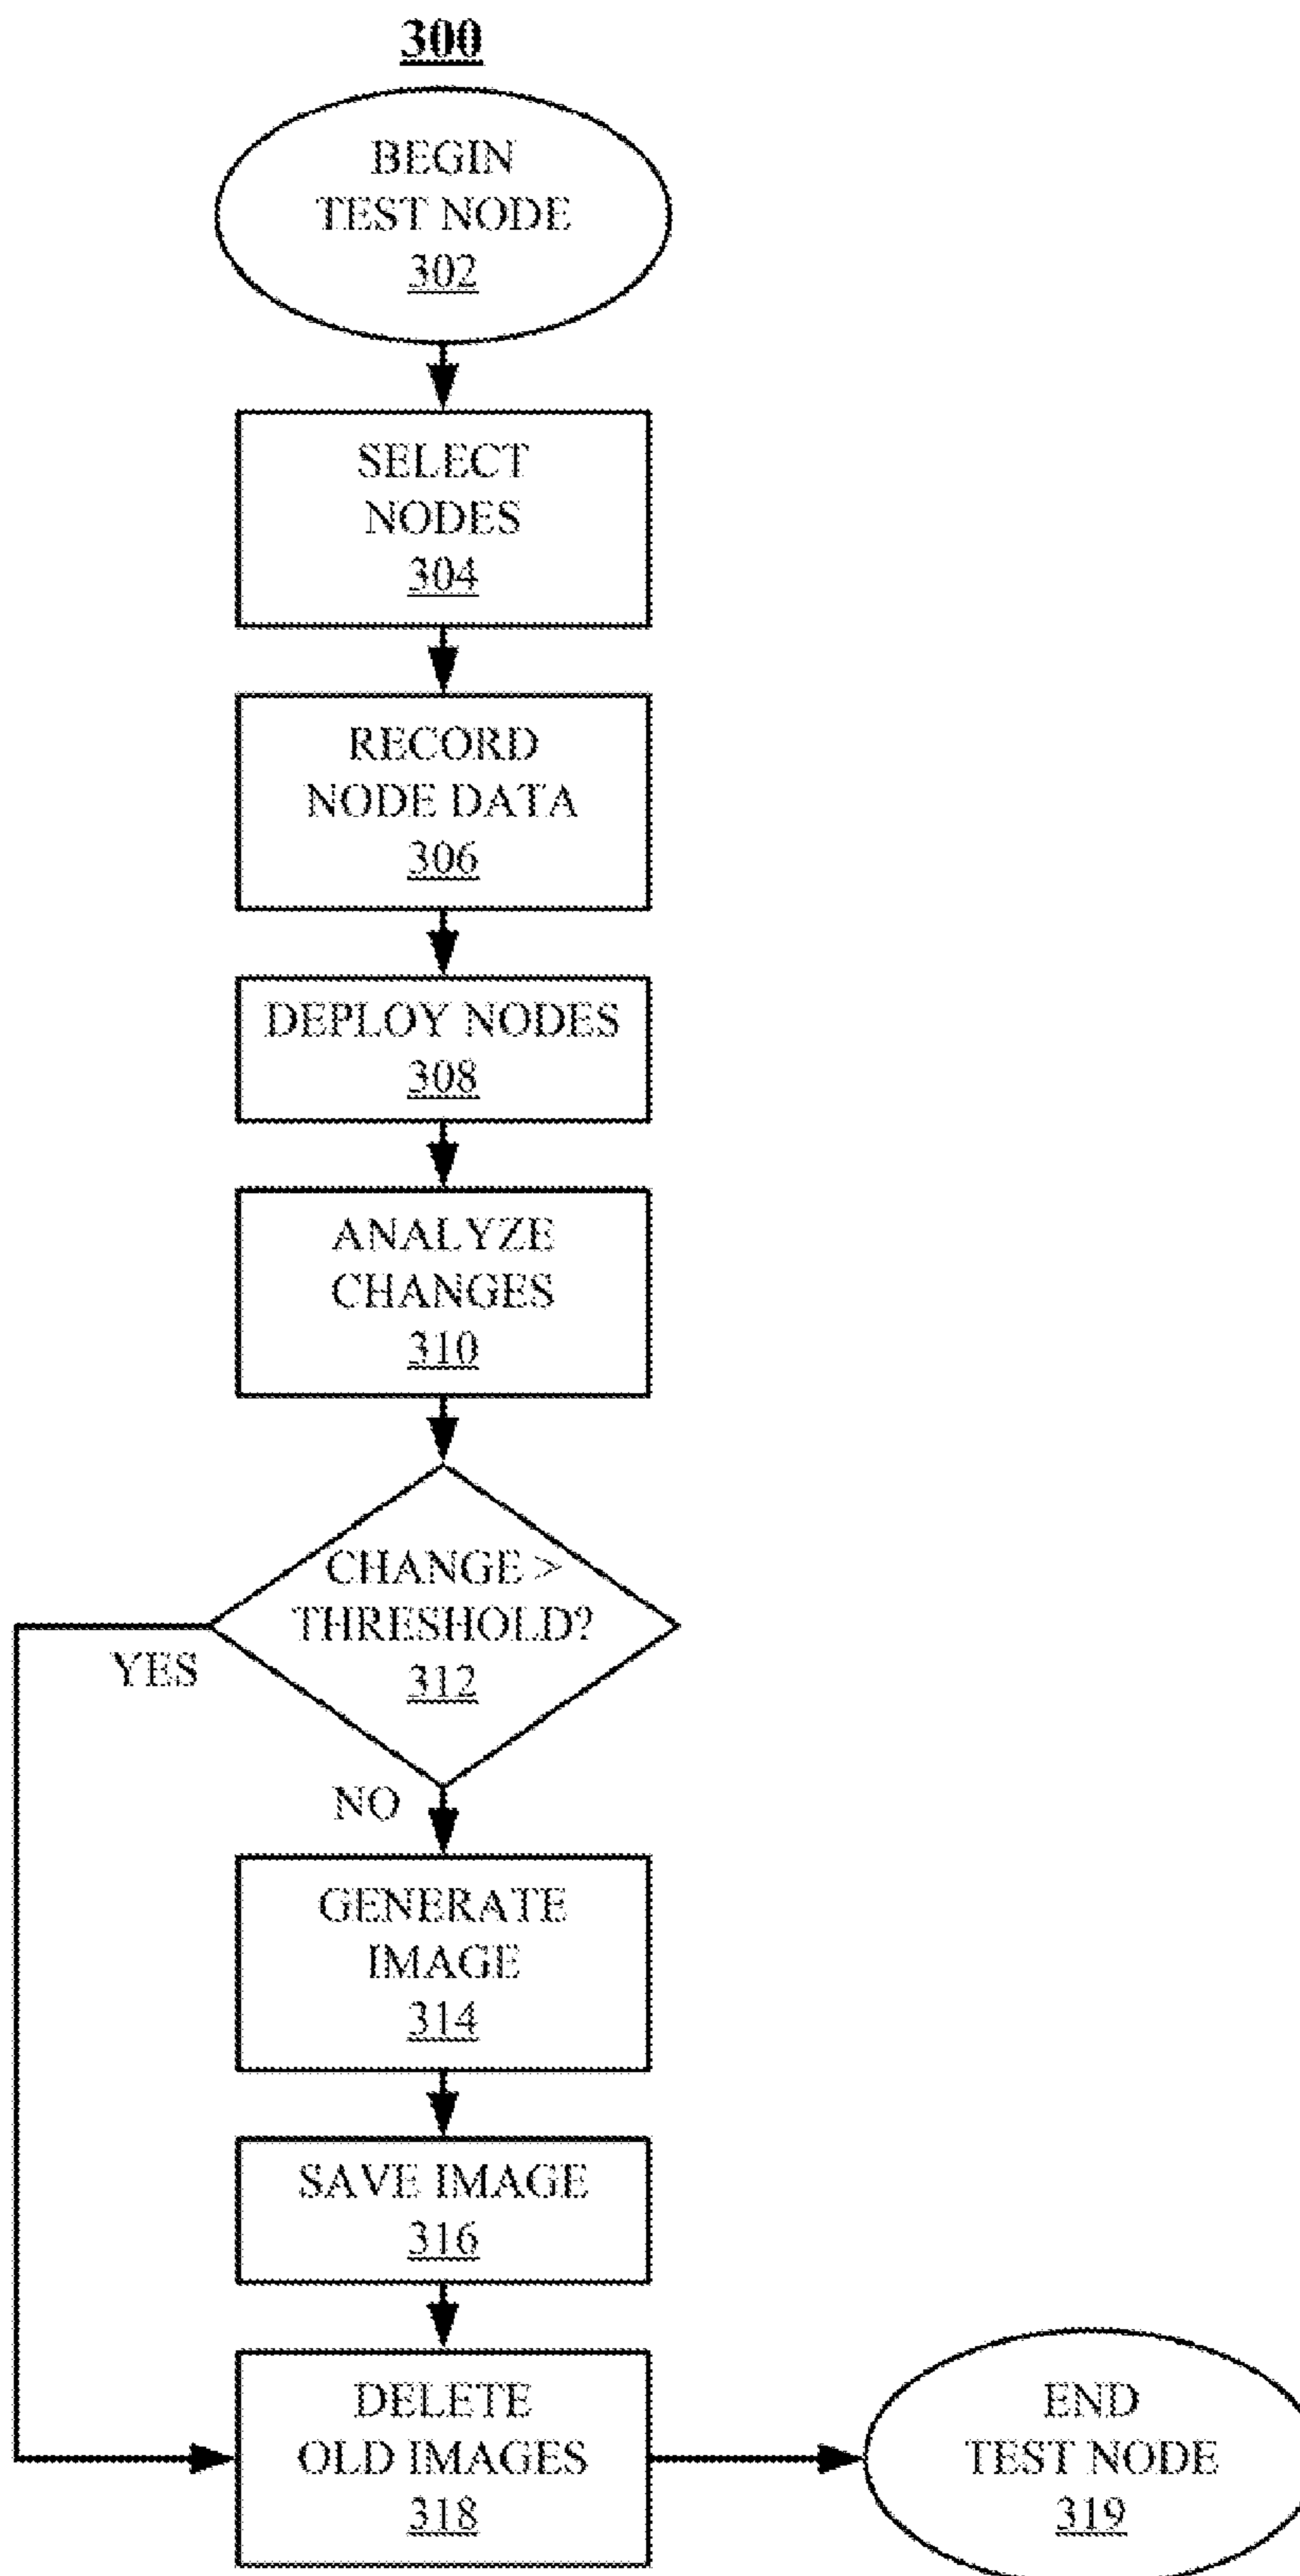 300
BEGIN
TEST NODE
302
SELECT
NODES
304
RECORD
NODE DATA
306
DEPLOY NODES
308
ANALYZE
CHANGES
310
CHANGE >
THRESHOLD?
312
YES
NO
GENERATE
IMAGE
314
SAVE IMAGE
316
DELETE
OLD IMAGES
318
END
TEST NODE
319